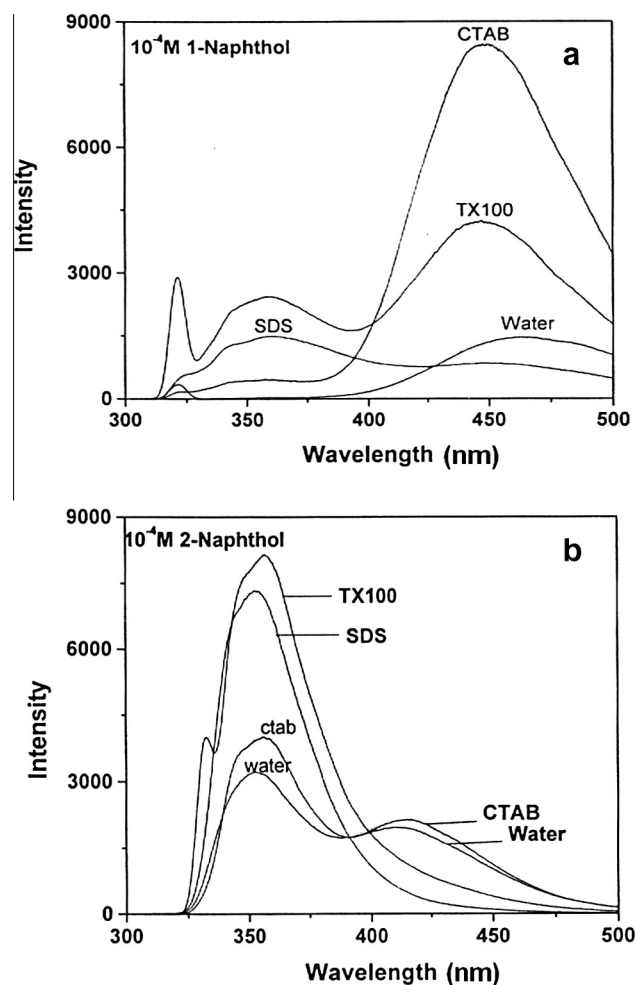 9000
10⁻⁴M 1-Naphthol
CTAB
a
6000
TX100
Intensity
3000
SDS
Water
0
300 350 400 450 500
Wavelength (nm)
9000
10⁻⁴M 2-Naphthol
b
TX100
SDS
6000
Intensity
ctab
water
3000
CTAB
Water
0
300 350 400 450 500
Wavelength (nm)